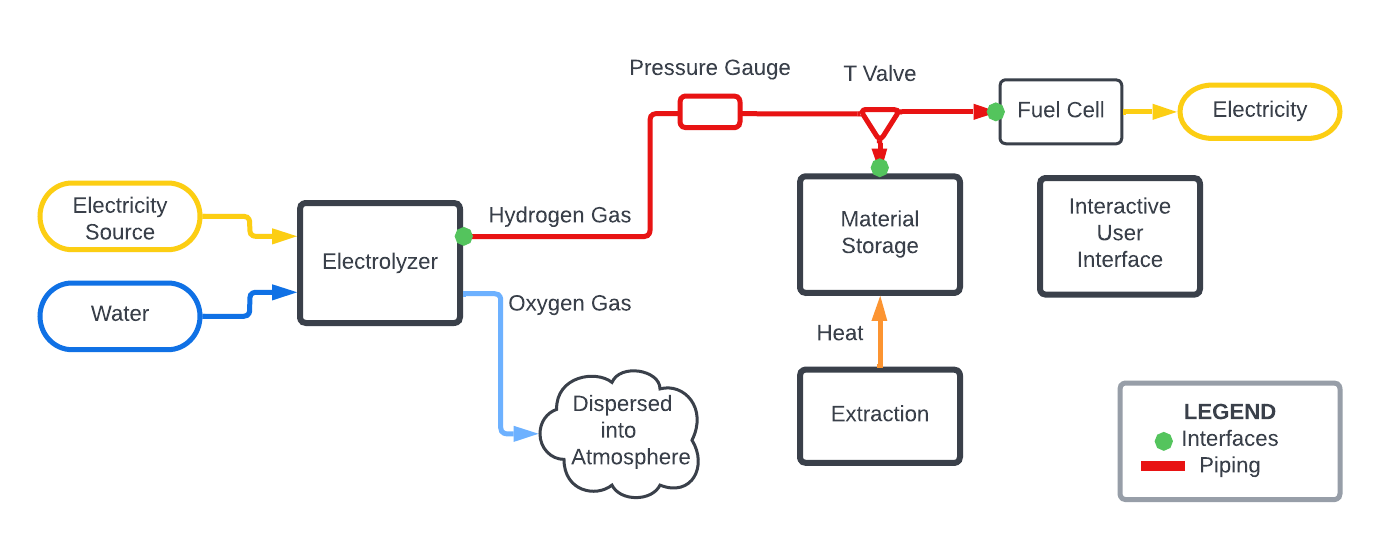 Pressure Gauge
T Valve
Fuel Cell
Electricity
Electricity
Source
Water
Electrolyzer
Hydrogen Gas
Oxygen Gas
Dispersed
into
Atmosphere
Material
Storage
Heat
Extraction
Interactive
User
Interface
LEGEND
Interfaces
Piping